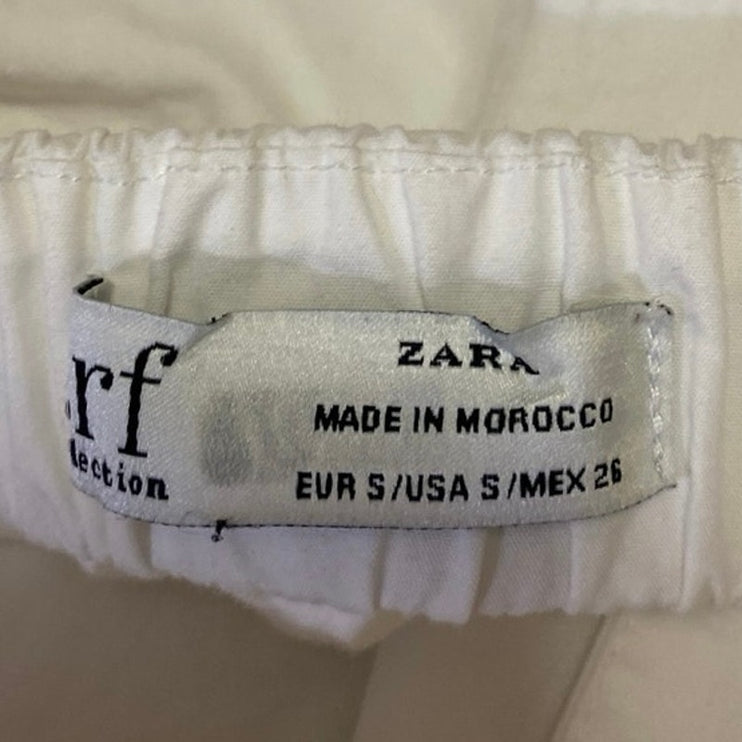 rf
lection
ZARA
MADE IN MOROCCO
EUR S/USA S/MEX 26